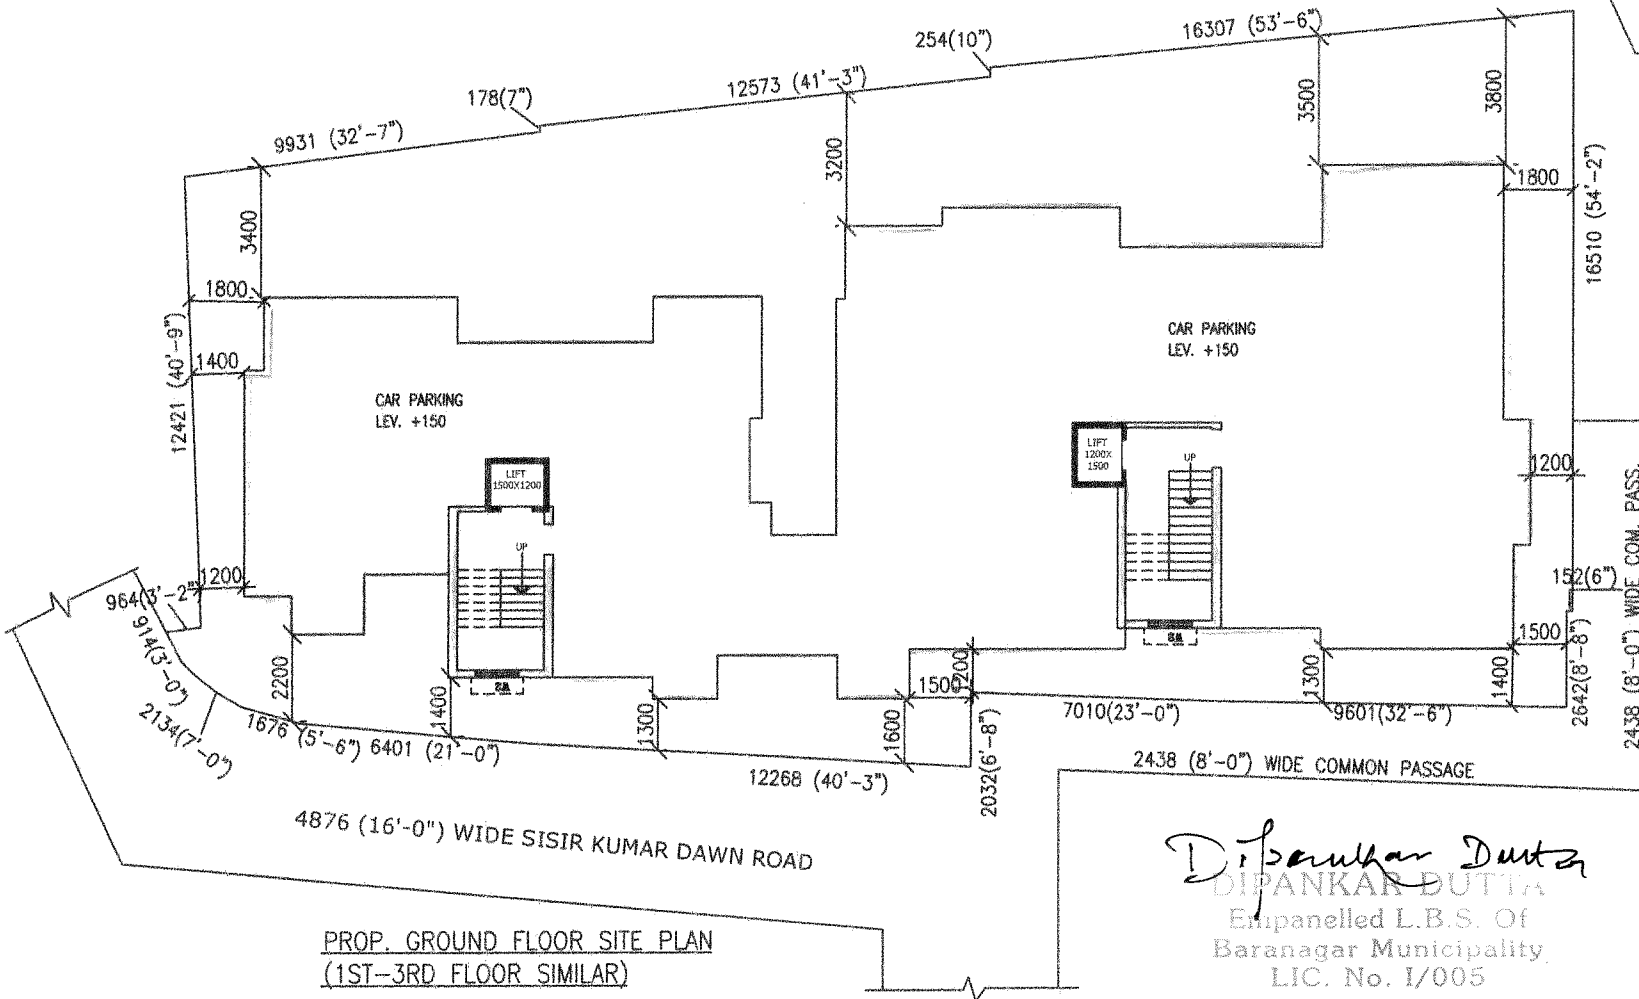 16307 (53'-6")
254(10")
12573 (41'-3")
178(7")
9931 (32'-7")
3500
3800
3200
3400
1800
16510 (54'-2")
1800
12421 (40'-9")
1400
CAR PARKING
LEV. +150
CAR PARKING
LEV. +150
LIFT
1500X1200
UP
LIFT
1200X
1500
UP
1200
2438 (8'-0") WIDE COM. PASS.
152(6")
1200
964(3'-2"
914(3'-0")
2134(7'-0")
1676 (5'-6")
2200
6401 (21'-0")
1400
1300
12268 (40'-3")
1600
1500
1200
2032(6'-8")
7010(23'-0")
1300
9601(32'-6")
1400
1500
2642(8'-8")
2438 (8'-0") WIDE COMMON PASSAGE
4876 (16'-0") WIDE SISIR KUMAR DAWN ROAD
Dipankar Dutta
DIPANKAR DUTTA
Empanelled L.B.S. Of
Baranagar Municipality
LIC. No. I/005
PROP. GROUND FLOOR SITE PLAN
(1ST-3RD FLOOR SIMILAR)